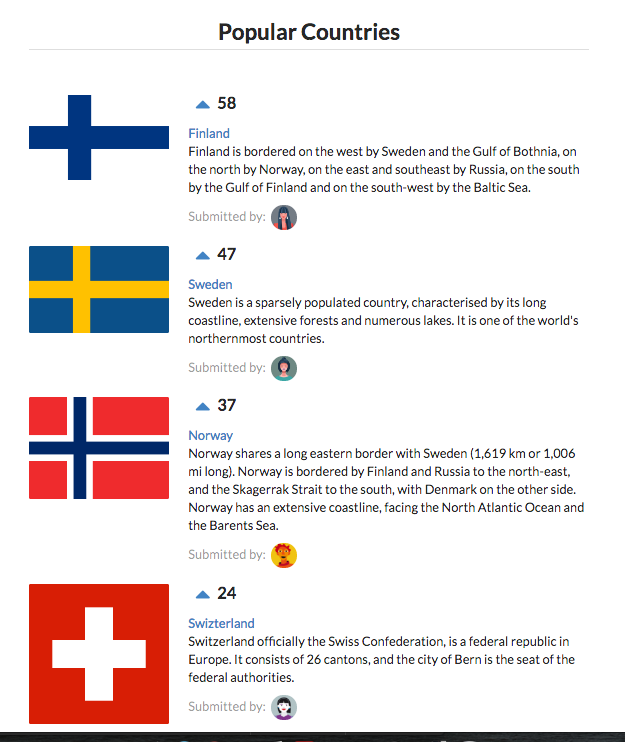 Popular Countries
58
Finland
Finland is bordered on the west by Sweden and the Gulf of Bothnia, on
the north by Norway, on the east and southeast by Russia, on the south
by the Gulf of Finland and on the south-west by the Baltic Sea.
Submitted by:
47
Sweden
Sweden is a sparsely populated country, characterised by its long
coastline, extensive forests and numerous lakes. It is one of the world's
northernmost countries.
Submitted by:
37
Norway
Norway shares a long eastern border with Sweden (1,619 km or 1,006
mi long). Norway is bordered by Finland and Russia to the north-east,
and the Skagerrak Strait to the south, with Denmark on the other side.
Norway has an extensive coastline, facing the North Atlantic Ocean and
the Barents Sea.
Submitted by:
24
Swizterland
Switzerland officially the Swiss Confederation, is a federal republic in
Europe. It consists of 26 cantons, and the city of Bern is the seat of the
federal authorities.
Submitted by: